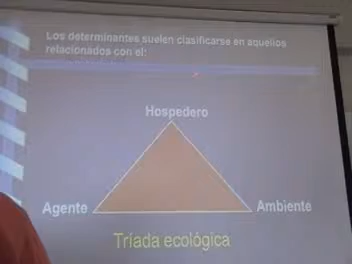 Los determinantes suelen clasificarse en aquellos
relacionados con el:
Hospedero
Agente
Ambiente
Tríada ecológica